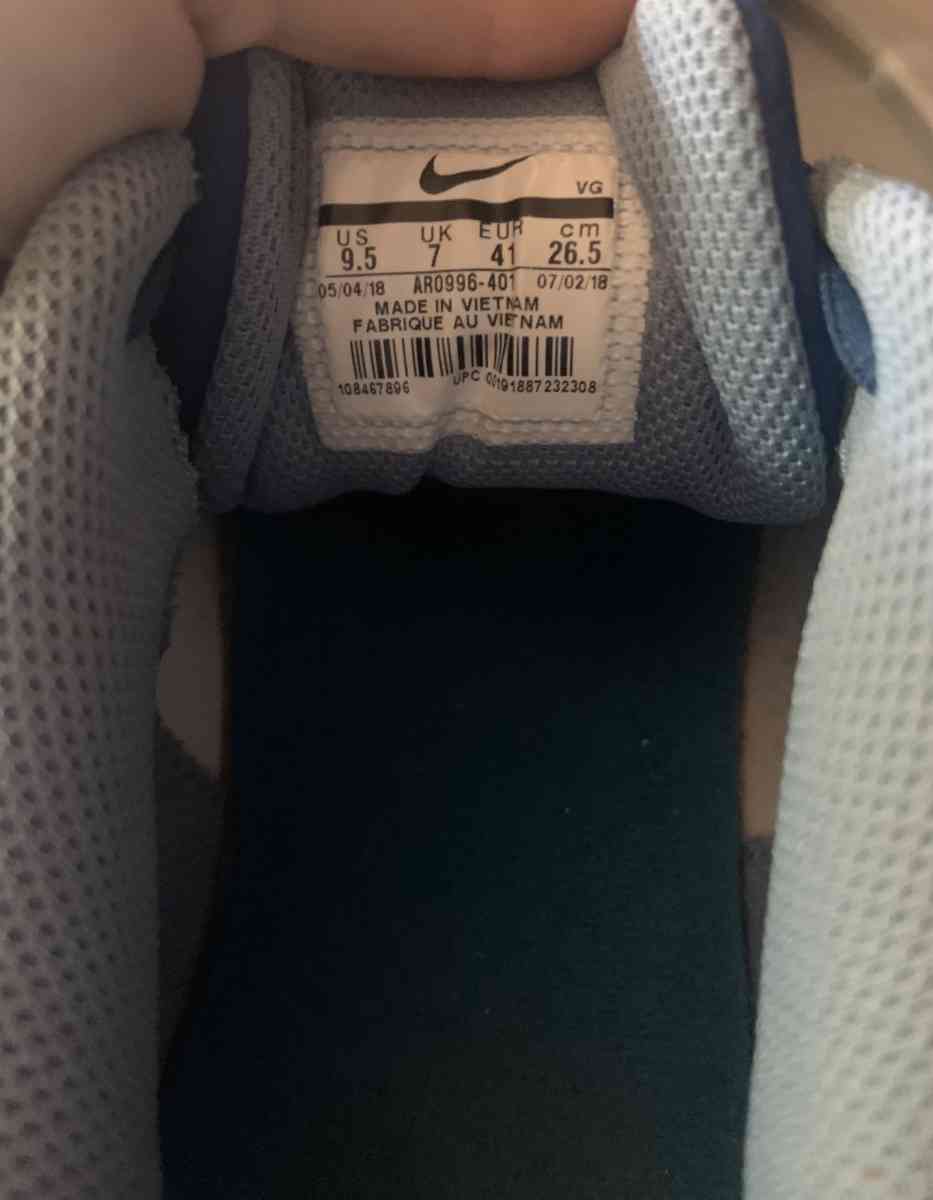 VG
US UK EUR cm
9.5 7 41 26.5
05/04/18 AR0996-401 07/02/18
MADE IN VIETNAM
FABRIQUE AU VIETNAM
108467896 UPC 00191887232308